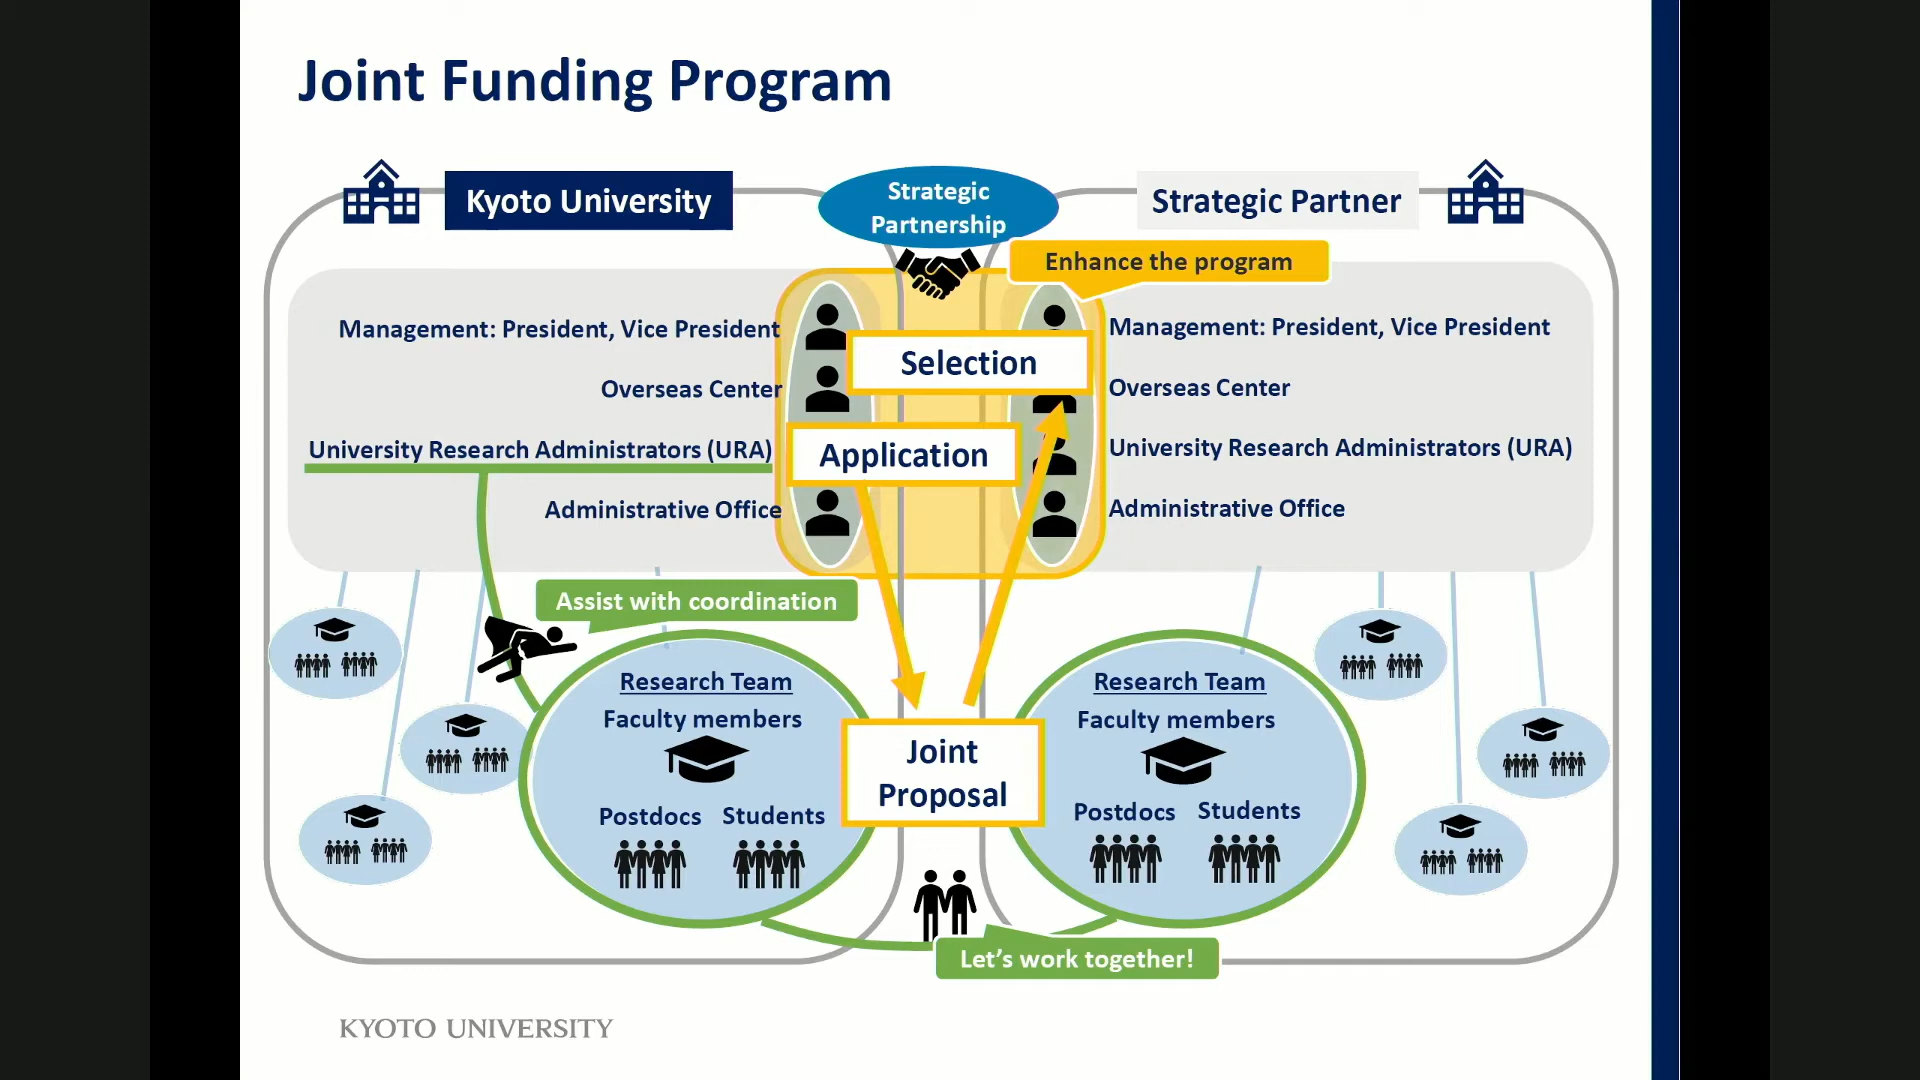 Joint Funding Program
Kyoto University
Strategic
Partnership
Strategic Partner
Enhance the program
Management: President, Vice President
Overseas Center
University Research Administrators (URA)
Administrative Office
Selection
Application
Management: President, Vice President
Overseas Center
University Research Administrators (URA)
Administrative Office
Assist with coordination
Research Team
Faculty members
Postdocs Students
Joint
Proposal
Research Team
Faculty members
Postdocs Students
Let's work together!
KYOTO UNIVERSITY